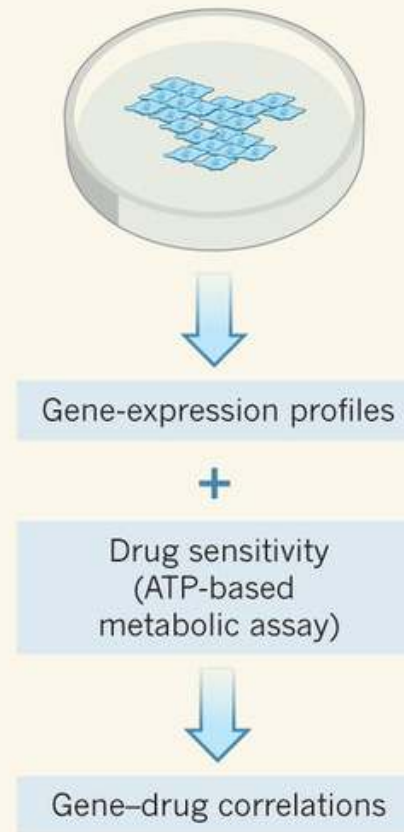 Gene-expression profiles
+
Drug sensitivity
(ATP-based
metabolic assay)
Gene–drug correlations